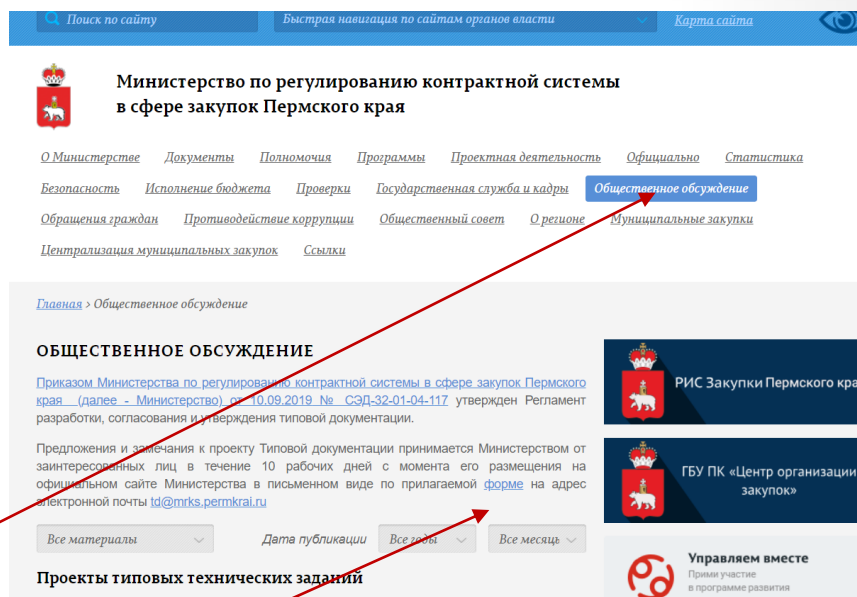 Поиск по сайту
Быстрая навигация по сайтам органов власти
Карта сайта
Министерство по регулированию контрактной системы
в сфере закупок Пермского края
О Министерстве Документы Полномочия Программы Проектная деятельность Официально Статистика
Безопасность Исполнение бюджета Проверки Государственная служба и кадры Общественное обсуждение
Обращения граждан Противодействие коррупции Общественный совет О регионе Муниципальные закупки
Централизация муниципальных закупок Ссылки
Главная › Общественное обсуждение
ОБЩЕСТВЕННОЕ ОБСУЖДЕНИЕ
Приказом Министерства по регулированию контрактной системы в сфере закупок Пермского
края (далее - Министерство) от 10.09.2019 № СЭД-32-01-04-117 утвержден Регламент
разработки, согласования и утверждения типовой документации.
Предложения и замечания к проекту Типовой документации принимается Министерством от
заинтересованных лиц в течение 10 рабочих дней с момента его размещения на
официальном сайте Министерства в письменном виде по прилагаемой форме на адрес
электронной почты td@mrks.permkrai.ru
Все материалы Дата публикации Все годы Все месяць
Проекты типовых технических заданий
РИС Закупки Пермского кра
ГБУ ПК «Центр организации
закупок»
Управляем вместе
Прими участие
в программе развития